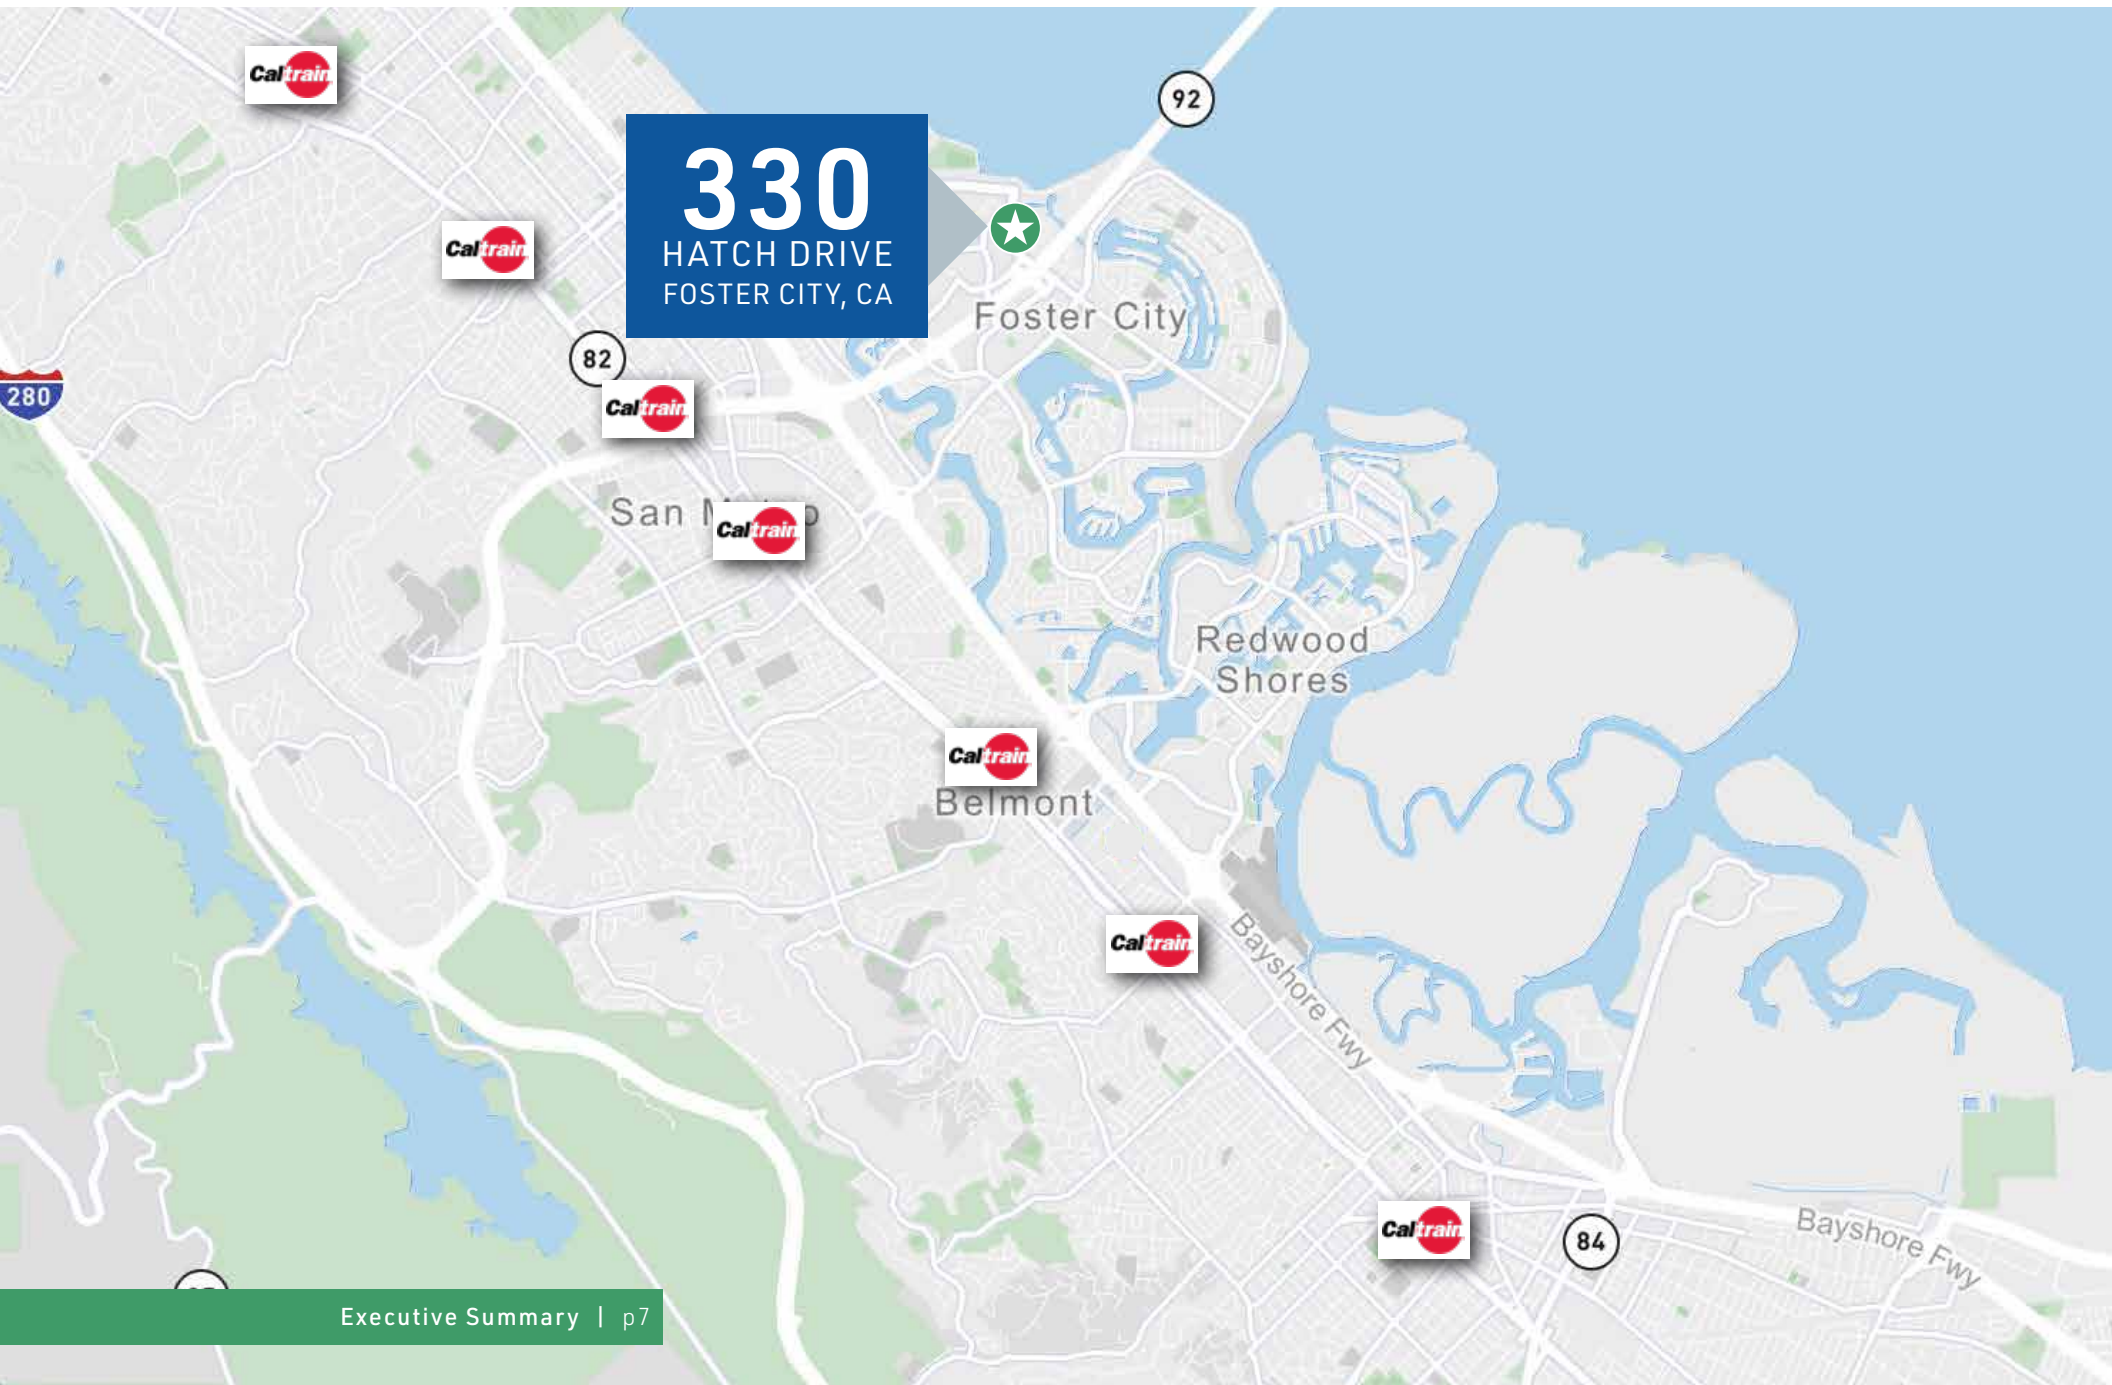 Caltrain
92
330
HATCH DRIVE
FOSTER CITY, CA
Caltrain
Foster City
82
280
Caltrain
San
Caltrain
Redwood
Shores
Caltrain
Belmont
Caltrain
Bayshore Fwy
Caltrain
84
Bayshore Fwy
Executive Summary | p7